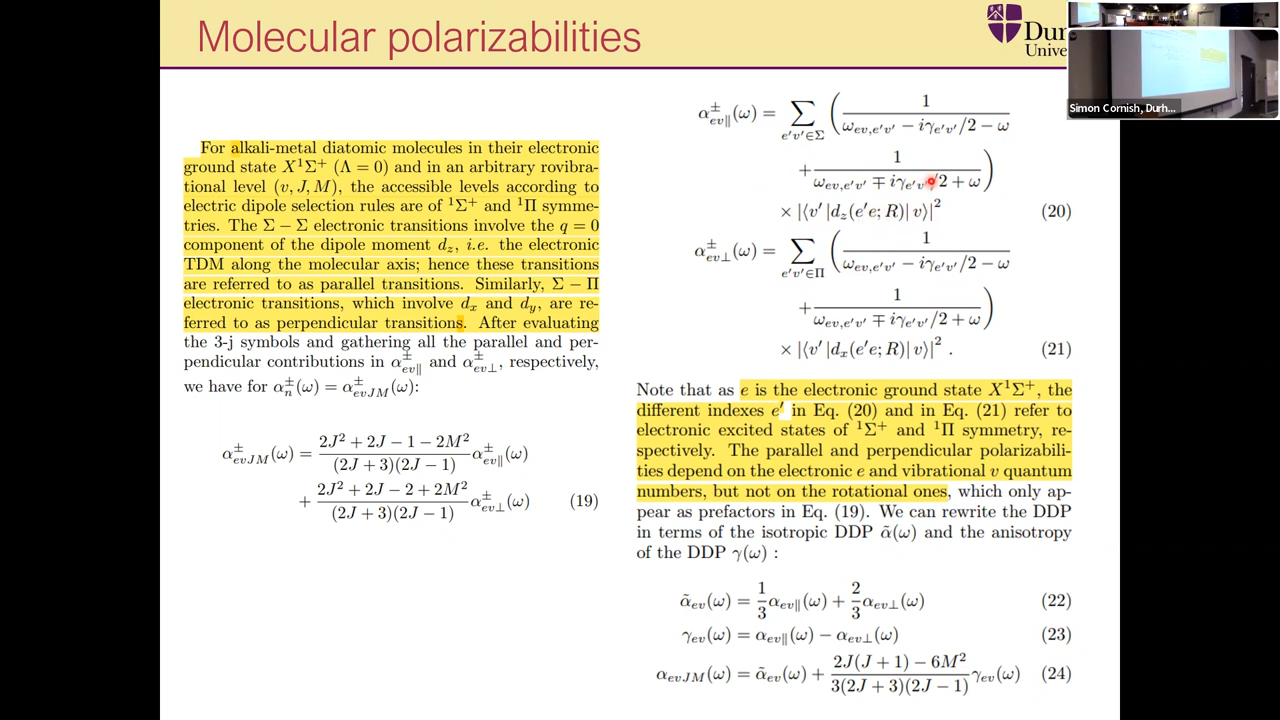 Molecular polarizabilities
Dur
Unive
Simon Cornish, Durh...
For alkali-metal diatomic molecules in their electronic
ground state X¹Σ⁺ (Λ = 0) and in an arbitrary rovibra-
tional level (v, J, M), the accessible levels according to
electric dipole selection rules are of ¹Σ⁺ and ¹Π symme-
tries. The Σ − Σ electronic transitions involve the q = 0
component of the dipole moment d_z, i.e. the electronic
TDM along the molecular axis; hence these transitions
are referred to as parallel transitions. Similarly, Σ − Π
electronic transitions, which involve d_x and d_y, are re-
ferred to as perpendicular transitions. After evaluating
the 3-j symbols and gathering all the parallel and per-
pendicular contributions in α^±_{ev∥} and α^±_{ev⊥}, respectively,
we have for α^±_n(ω) = α^±_{evJM}(ω):
α^±_{evJM}(ω) = \frac{2J² + 2J − 1 − 2M²}{(2J + 3)(2J − 1)} α^±_{ev∥}(ω)
+ \frac{2J² + 2J − 2 + 2M²}{(2J + 3)(2J − 1)} α^±_{ev⊥}(ω) (19)
α^±_{ev∥}(ω) = \sum_{e'v'∈Σ} ( \frac{1}{ω_{ev,e'v'} − iγ_{e'v'}/2 − ω}
+ \frac{1}{ω_{ev,e'v'} ∓ iγ_{e'v'}/2 + ω} )
× |⟨v' |d_z(e'e; R)| v⟩|² (20)
α^±_{ev⊥}(ω) = \sum_{e'v'∈Π} ( \frac{1}{ω_{ev,e'v'} − iγ_{e'v'}/2 − ω}
+ \frac{1}{ω_{ev,e'v'} ∓ iγ_{e'v'}/2 + ω} )
× |⟨v' |d_x(e'e; R)| v⟩|² . (21)
Note that as e is the electronic ground state X¹Σ⁺, the
different indexes e' in Eq. (20) and in Eq. (21) refer to
electronic excited states of ¹Σ⁺ and ¹Π symmetry, re-
spectively. The parallel and perpendicular polarizabili-
ties depend on the electronic e and vibrational v quantum
numbers, but not on the rotational ones, which only ap-
pear as prefactors in Eq. (19). We can rewrite the DDP
in terms of the isotropic DDP α̃(ω) and the anisotropy
of the DDP γ(ω) :
α̃_{ev}(ω) = \frac{1}{3} α_{ev∥}(ω) + \frac{2}{3} α_{ev⊥}(ω) (22)
γ_{ev}(ω) = α_{ev∥}(ω) − α_{ev⊥}(ω) (23)
α_{evJM}(ω) = α̃_{ev}(ω) + \frac{2J(J + 1) − 6M²}{3(2J + 3)(2J − 1)} γ_{ev}(ω) (24)